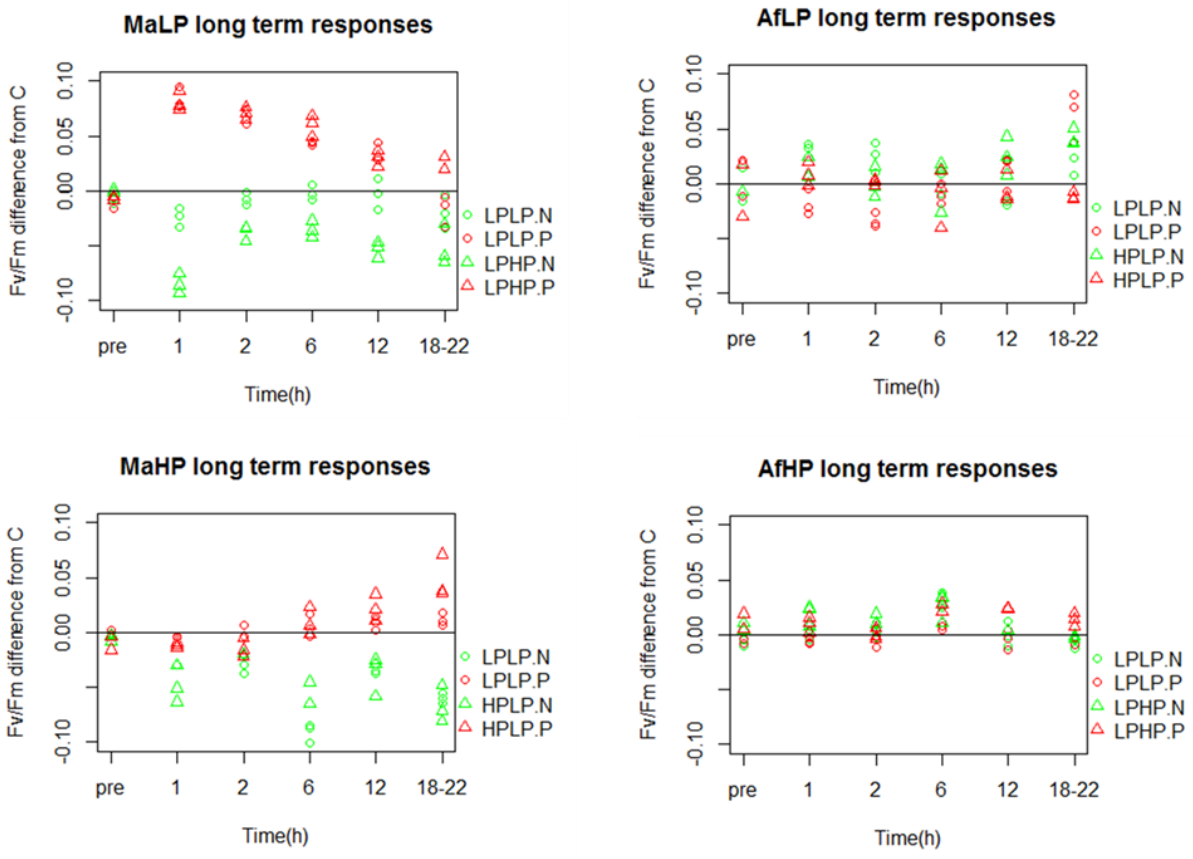 MaLP long term responses
Fv/Fm difference from C
0.10
0.05
0.00
-0.10
pre 1 2 6 12 18-22
Time(h)
LPLP.N
LPLP.P
LPHP.N
LPHP.P
AfLP long term responses
Fv/Fm difference from C
0.10
0.05
0.00
-0.10
pre 1 2 6 12 18-22
Time(h)
LPLP.N
LPLP.P
HPLP.N
HPLP.P
MaHP long term responses
Fv/Fm difference from C
0.10
0.05
0.00
-0.10
pre 1 2 6 12 18-22
Time(h)
LPLP.N
LPLP.P
HPLP.N
HPLP.P
AfHP long term responses
Fv/Fm difference from C
0.10
0.05
0.00
-0.10
pre 1 2 6 12 18-22
Time(h)
LPLP.N
LPLP.P
LPHP.N
LPHP.P